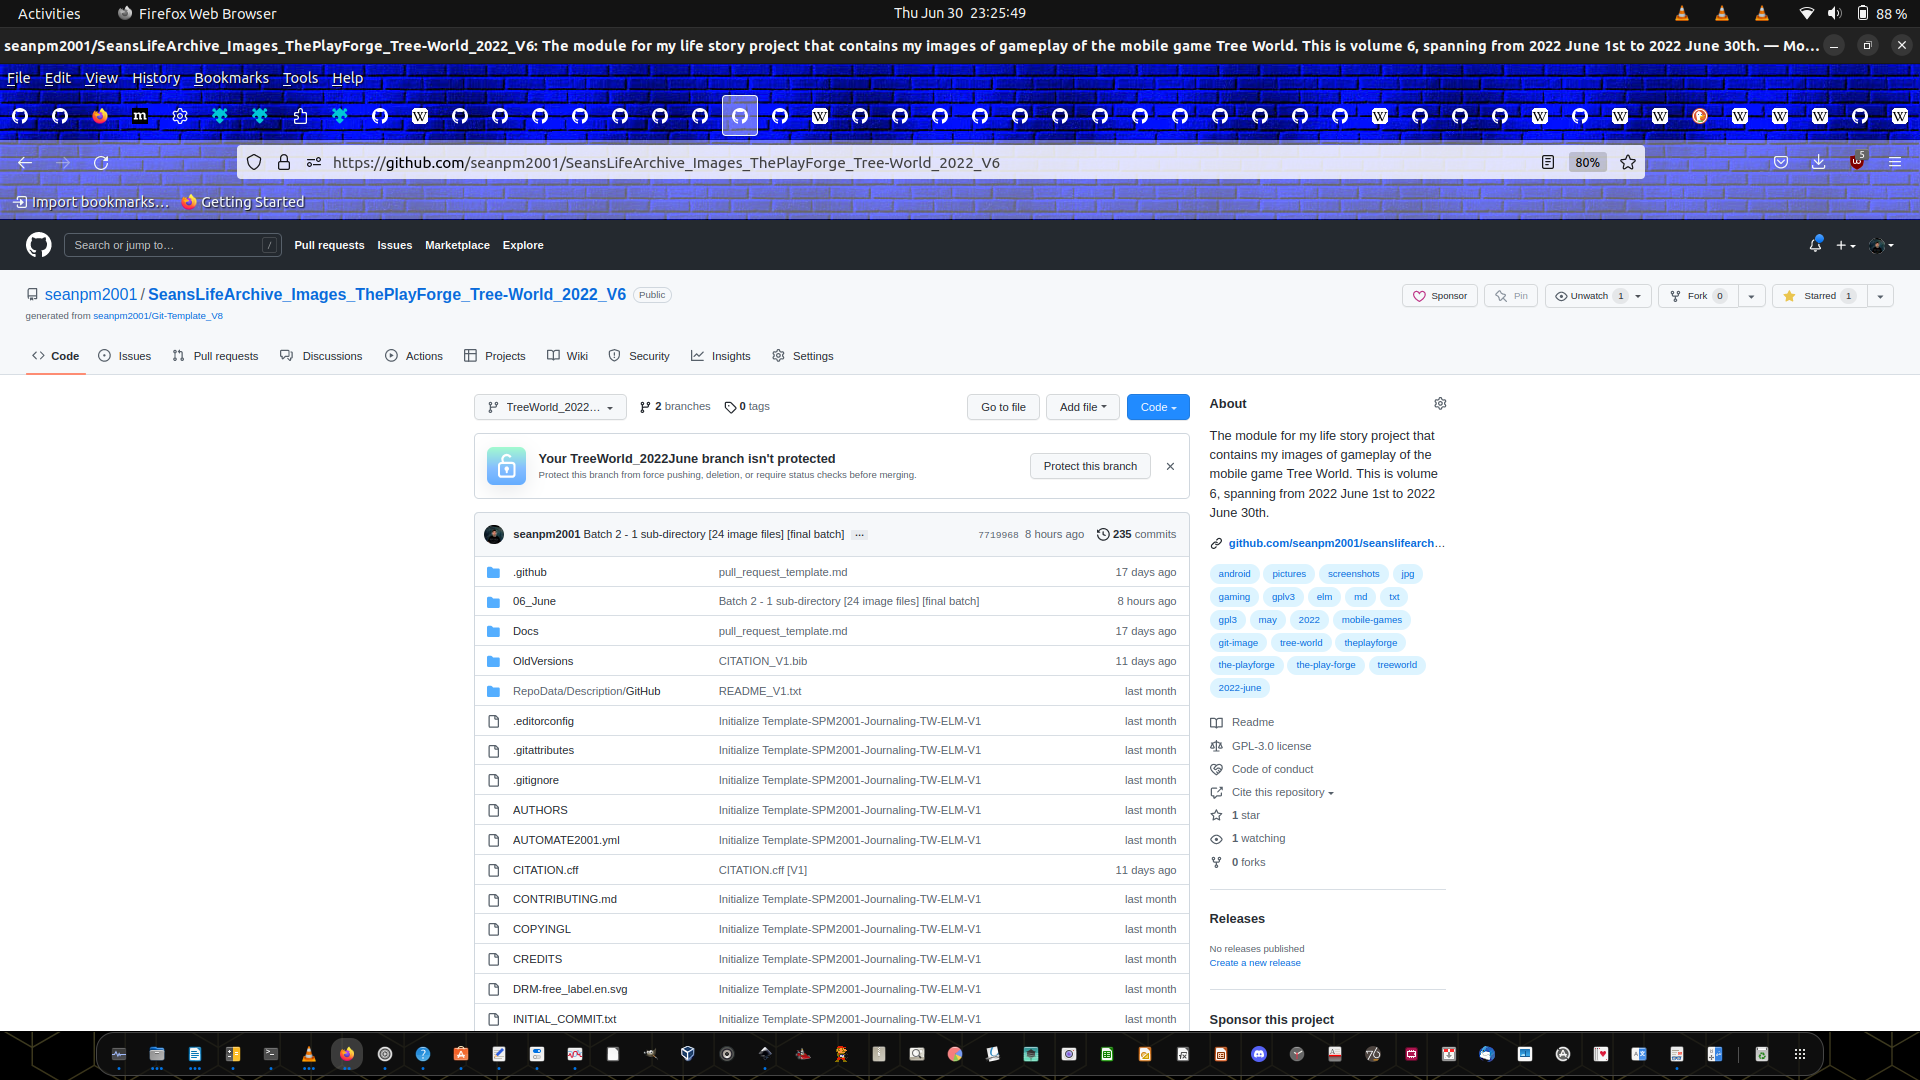 Activities
Firefox Web Browser
Thu Jun 30 23:25:49
88 %
seanpm2001/SeansLifeArchive_Images_ThePlayForge_Tree-World_2022_V6: The module for my life story project that contains my images of gameplay of the mobile game Tree World. This is volume 6, spanning from 2022 June 1st to 2022 June 30th. — Mo…
File Edit View History Bookmarks Tools Help
https://github.com/seanpm2001/SeansLifeArchive_Images_ThePlayForge_Tree-World_2022_V6
80%
5
Import bookmarks…
Getting Started
Search or jump to…
/
Pull requests Issues Marketplace Explore
seanpm2001 / SeansLifeArchive_Images_ThePlayForge_Tree-World_2022_V6 Public
generated from seanpm2001/Git-Template_V8
Sponsor Pin Unwatch 1 Fork 0 Starred 1
Code Issues Pull requests Discussions Actions Projects Wiki Security Insights Settings
TreeWorld_2022… 2 branches 0 tags
Go to file Add file Code
Your TreeWorld_2022June branch isn't protected
Protect this branch from force pushing, deletion, or require status checks before merging.
Protect this branch
seanpm2001 Batch 2 - 1 sub-directory [24 image files] [final batch] … 7719968 8 hours ago 235 commits
.github pull_request_template.md 17 days ago
06_June Batch 2 - 1 sub-directory [24 image files] [final batch] 8 hours ago
Docs pull_request_template.md 17 days ago
OldVersions CITATION_V1.bib 11 days ago
RepoData/Description/GitHub README_V1.txt last month
.editorconfig Initialize Template-SPM2001-Journaling-TW-ELM-V1 last month
.gitattributes Initialize Template-SPM2001-Journaling-TW-ELM-V1 last month
.gitignore Initialize Template-SPM2001-Journaling-TW-ELM-V1 last month
AUTHORS Initialize Template-SPM2001-Journaling-TW-ELM-V1 last month
AUTOMATE2001.yml Initialize Template-SPM2001-Journaling-TW-ELM-V1 last month
CITATION.cff CITATION.cff [V1] 11 days ago
CONTRIBUTING.md Initialize Template-SPM2001-Journaling-TW-ELM-V1 last month
COPYINGL Initialize Template-SPM2001-Journaling-TW-ELM-V1 last month
CREDITS Initialize Template-SPM2001-Journaling-TW-ELM-V1 last month
DRM-free_label.en.svg Initialize Template-SPM2001-Journaling-TW-ELM-V1 last month
INITIAL_COMMIT.txt Initialize Template-SPM2001-Journaling-TW-ELM-V1 last month
About
The module for my life story project that
contains my images of gameplay of the
mobile game Tree World. This is volume
6, spanning from 2022 June 1st to 2022
June 30th.
github.com/seanpm2001/seanslifearch…
android pictures screenshots jpg
gaming gplv3 elm md txt
gpl3 may 2022 mobile-games
git-image tree-world theplayforge
the-playforge the-play-forge treeworld
2022-june
Readme
GPL-3.0 license
Code of conduct
Cite this repository
1 star
1 watching
0 forks
Releases
No releases published
Create a new release
Sponsor this project